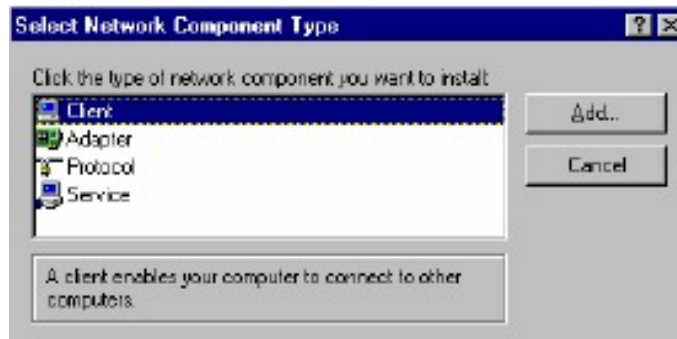 Select Network Component Type
Click the type of network component you want to install:
Client
Adapter
Protocol
Service
Add...
Cancel
A client enables your computer to connect to other
computers.